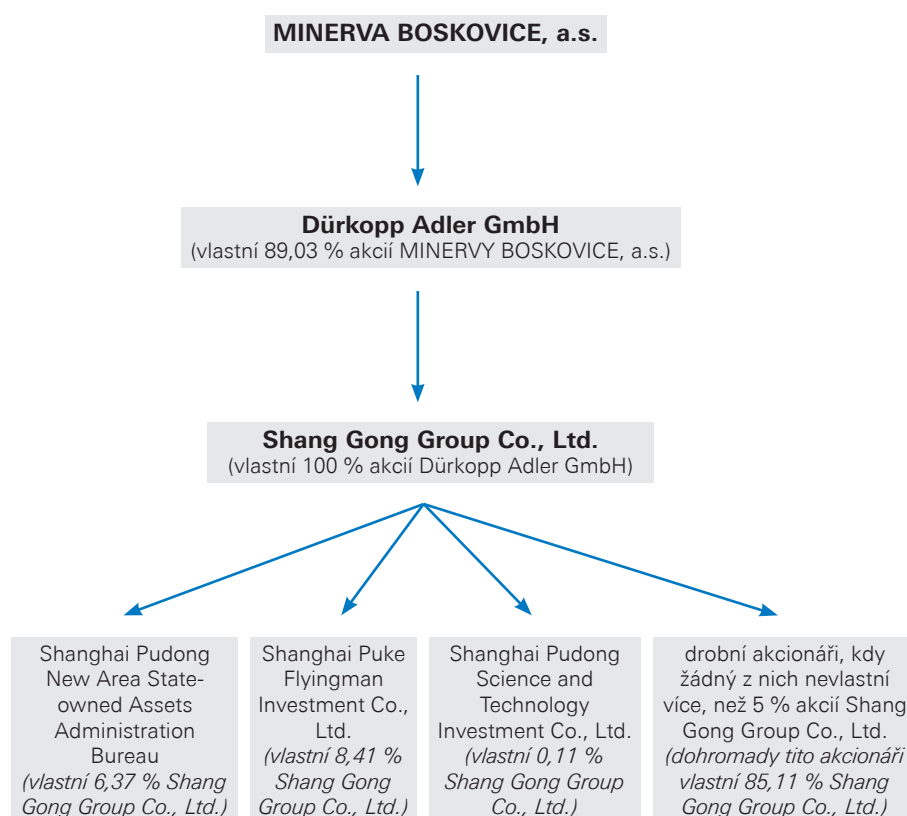 MINERVA BOSKOVICE, a.s.
Dürkopp Adler GmbH
(vlastní 89,03 % akcií MINERVY BOSKOVICE, a.s.)
Shang Gong Group Co., Ltd.
(vlastní 100 % akcií Dürkopp Adler GmbH)
Shanghai Pudong
New Area State-
owned Assets
Administration
Bureau
(vlastní 6,37 % Shang
Gong Group Co., Ltd.)
Shanghai Puke
Flyingman
Investment Co.,
Ltd.
(vlastní 8,41 %
Shang Gong
Group Co., Ltd.)
Shanghai Pudong
Science and
Technology
Investment Co., Ltd.
(vlastní 0,11 %
Shang Gong Group
Co., Ltd.)
drobní akcionáři, kdy
žádný z nich nevlastní
více, než 5 % akcií Shang
Gong Group Co., Ltd.
(dohromady tito akcionáři
vlastní 85,11 % Shang
Gong Group Co., Ltd.)